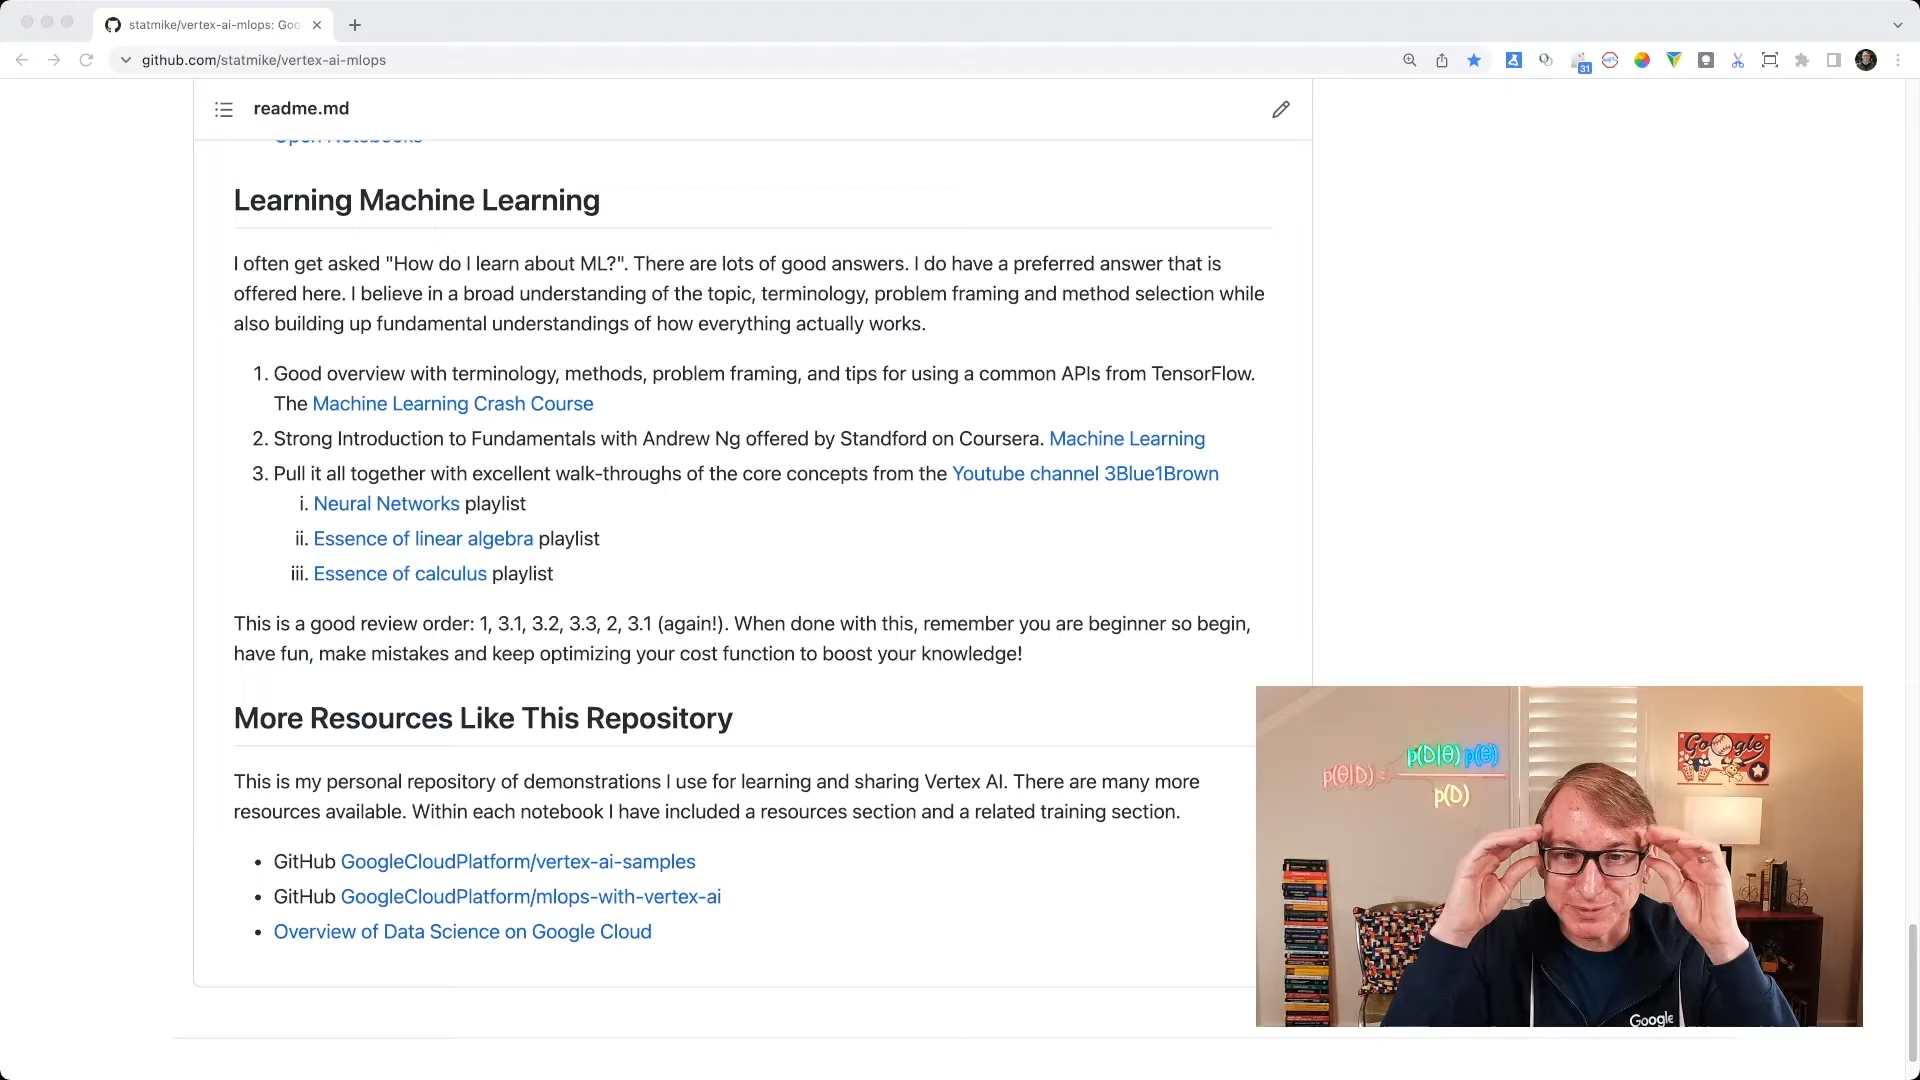 statmike/vertex-ai-mlops: Goo
github.com/statmike/vertex-ai-mlops
31
readme.md
Open Notebooks
Learning Machine Learning
I often get asked "How do I learn about ML?". There are lots of good answers. I do have a preferred answer that is
offered here. I believe in a broad understanding of the topic, terminology, problem framing and method selection while
also building up fundamental understandings of how everything actually works.
1. Good overview with terminology, methods, problem framing, and tips for using a common APIs from TensorFlow.
The Machine Learning Crash Course
2. Strong Introduction to Fundamentals with Andrew Ng offered by Standford on Coursera. Machine Learning
3. Pull it all together with excellent walk-throughs of the core concepts from the Youtube channel 3Blue1Brown
i. Neural Networks playlist
ii. Essence of linear algebra playlist
iii. Essence of calculus playlist
This is a good review order: 1, 3.1, 3.2, 3.3, 2, 3.1 (again!). When done with this, remember you are beginner so begin,
have fun, make mistakes and keep optimizing your cost function to boost your knowledge!
More Resources Like This Repository
This is my personal repository of demonstrations I use for learning and sharing Vertex AI. There are many more
resources available. Within each notebook I have included a resources section and a related training section.
• GitHub GoogleCloudPlatform/vertex-ai-samples
• GitHub GoogleCloudPlatform/mlops-with-vertex-ai
• Overview of Data Science on Google Cloud
p(θ|D) = p(D|θ) p(θ)
p(D)
Google
Google